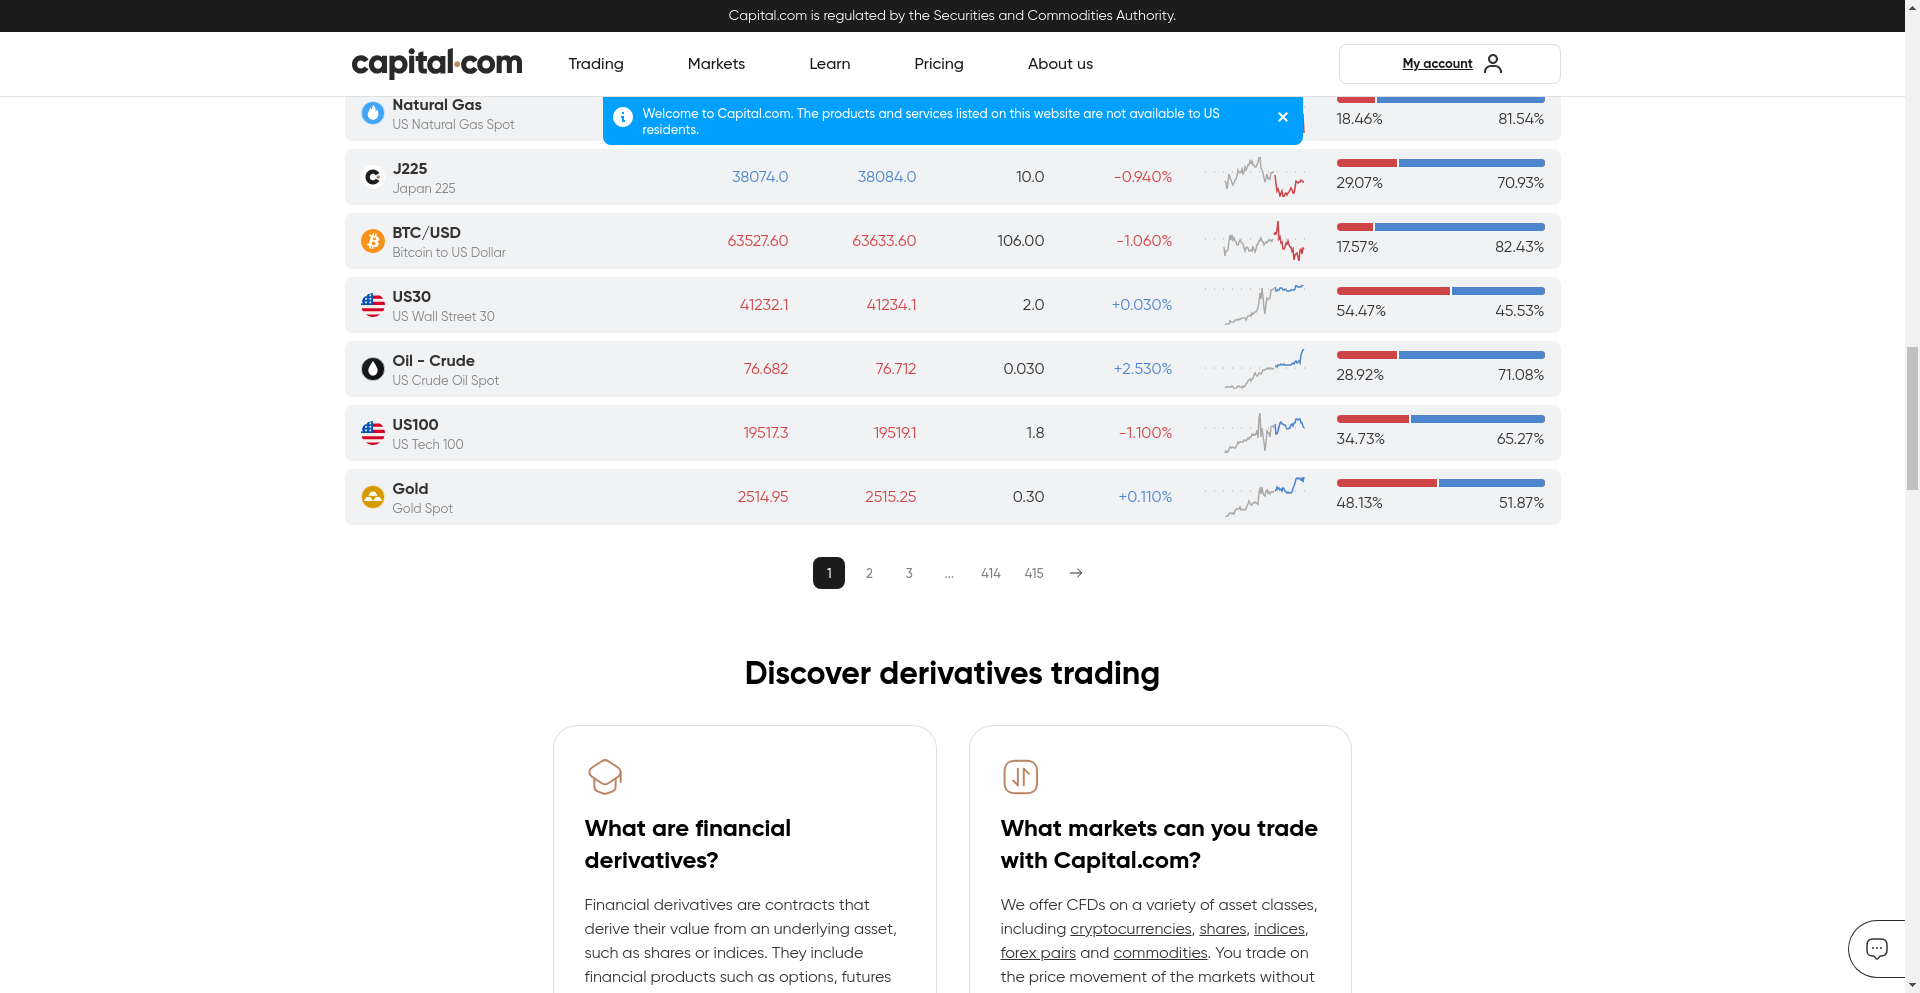 Capital.com is regulated by the Securities and Commodities Authority.
capital.com
Trading
Markets
Learn
Pricing
About us
My account
Welcome to Capital.com. The products and services listed on this website are not available to US
residents.
Natural Gas
US Natural Gas Spot
18.46%
81.54%
J225
Japan 225
38074.0
38084.0
10.0
-0.940%
29.07%
70.93%
BTC/USD
Bitcoin to US Dollar
63527.60
63633.60
106.00
-1.060%
17.57%
82.43%
US30
US Wall Street 30
41232.1
41234.1
2.0
+0.030%
54.47%
45.53%
Oil - Crude
US Crude Oil Spot
76.682
76.712
0.030
+2.530%
28.92%
71.08%
US100
US Tech 100
19517.3
19519.1
1.8
-1.100%
34.73%
65.27%
Gold
Gold Spot
2514.95
2515.25
0.30
+0.110%
48.13%
51.87%
1
2
3
...
414
415
Discover derivatives trading
What are financial
derivatives?
Financial derivatives are contracts that
derive their value from an underlying asset,
such as shares or indices. They include
financial products such as options, futures
What markets can you trade
with Capital.com?
We offer CFDs on a variety of asset classes,
including cryptocurrencies, shares, indices,
forex pairs and commodities. You trade on
the price movement of the markets without